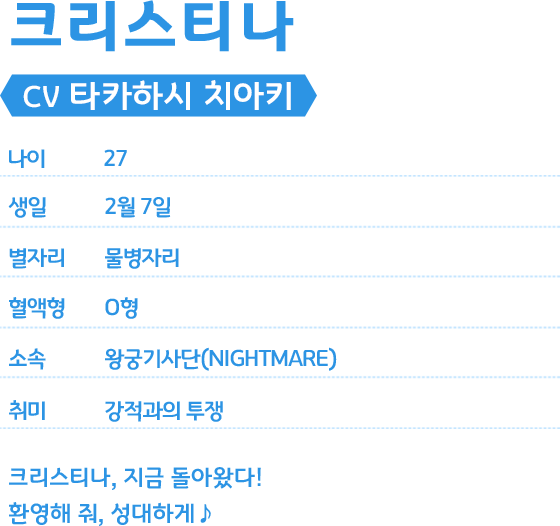 크리스티나
CV 타카하시 치아키
나이 27
생일 2월 7일
별자리 물병자리
혈액형 O형
소속 왕궁기사단(NIGHTMARE)
취미 강적과의 투쟁
크리스티나, 지금 돌아왔다!
환영해 줘, 성대하게♪